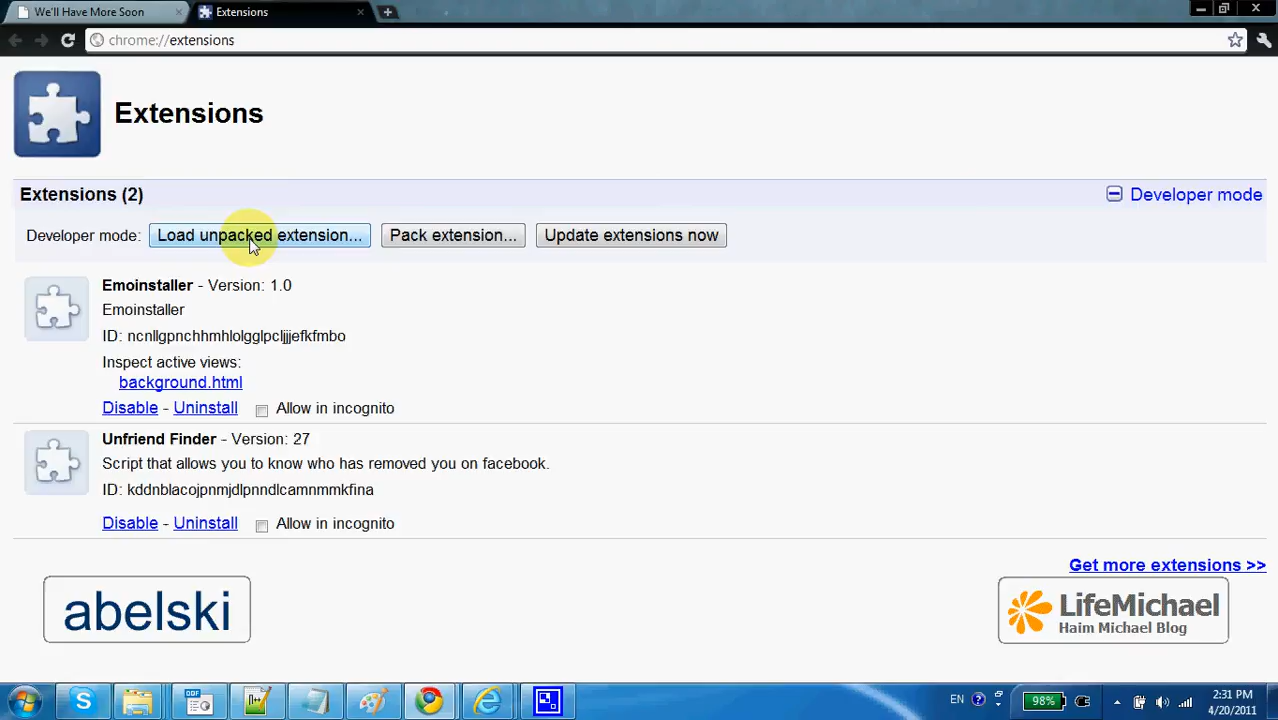 We'll Have More Soon
Extensions
chrome://extensions
Extensions
Extensions (2)
Developer mode
Developer mode:
Load unpacked extension...
Pack extension...
Update extensions now
Emoinstaller - Version: 1.0
Emoinstaller
ID: ncnllgpnchhmhlolgglpcljjjefkfmbo
Inspect active views:
background.html
Disable - Uninstall Allow in incognito
Unfriend Finder - Version: 27
Script that allows you to know who has removed you on facebook.
ID: kddnblacojpnmjdlpnndlcamnmmkfina
Disable - Uninstall Allow in incognito
Get more extensions >>
abelski
LifeMichael
Haim Michael Blog
EN
98%
2:31 PM
4/20/2011